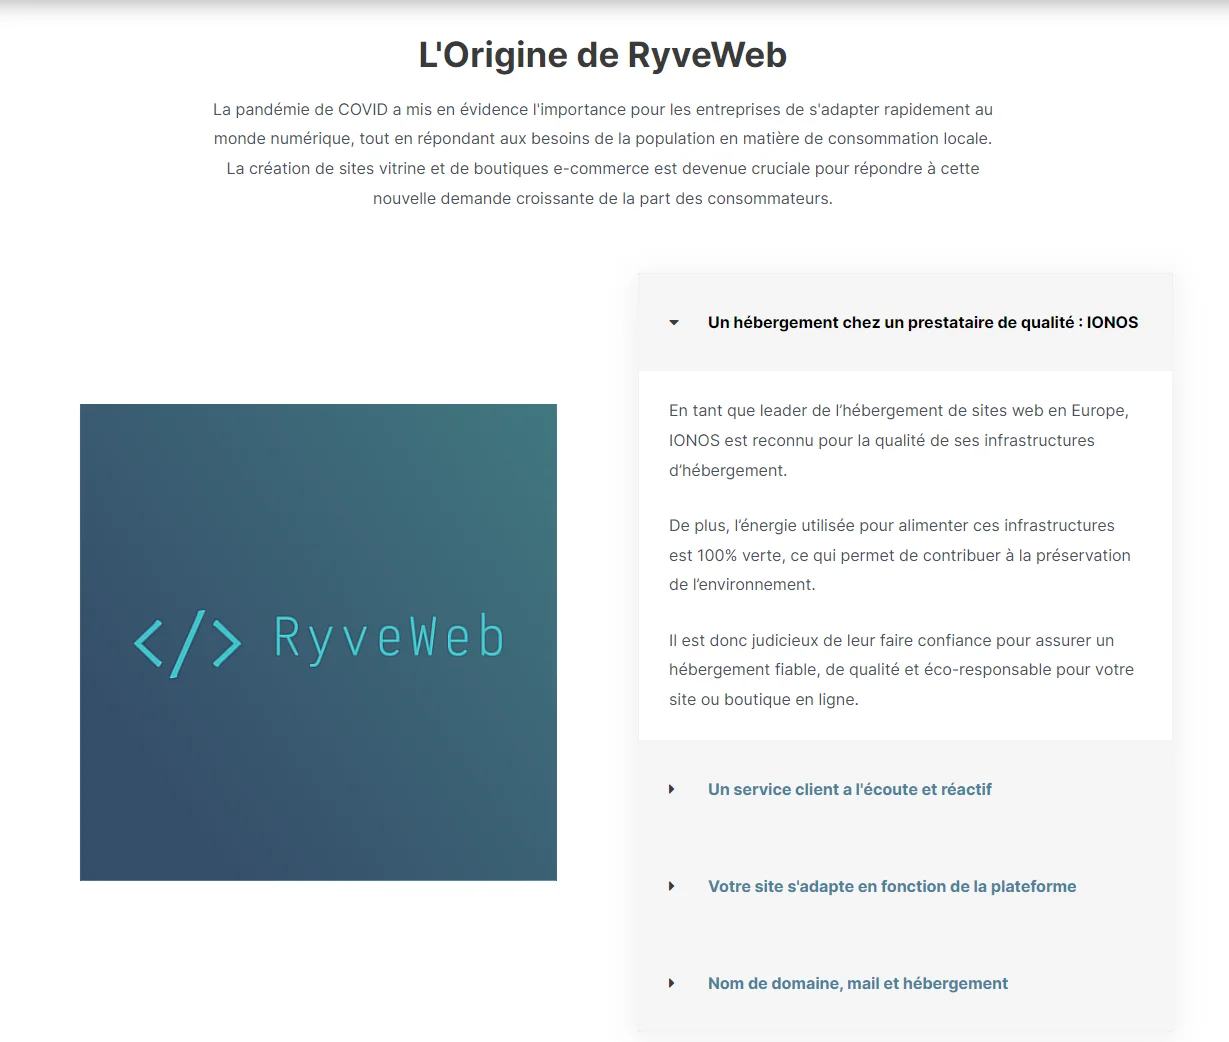 L'Origine de RyveWeb
La pandémie de COVID a mis en évidence l'importance pour les entreprises de s'adapter rapidement au
monde numérique, tout en répondant aux besoins de la population en matière de consommation locale.
La création de sites vitrine et de boutiques e-commerce est devenue cruciale pour répondre à cette
nouvelle demande croissante de la part des consommateurs.
</> RyveWeb
Un hébergement chez un prestataire de qualité : IONOS
En tant que leader de l’hébergement de sites web en Europe,
IONOS est reconnu pour la qualité de ses infrastructures
d’hébergement.
De plus, l’énergie utilisée pour alimenter ces infrastructures
est 100% verte, ce qui permet de contribuer à la préservation
de l’environnement.
Il est donc judicieux de leur faire confiance pour assurer un
hébergement fiable, de qualité et éco-responsable pour votre
site ou boutique en ligne.
Un service client a l'écoute et réactif
Votre site s'adapte en fonction de la plateforme
Nom de domaine, mail et hébergement